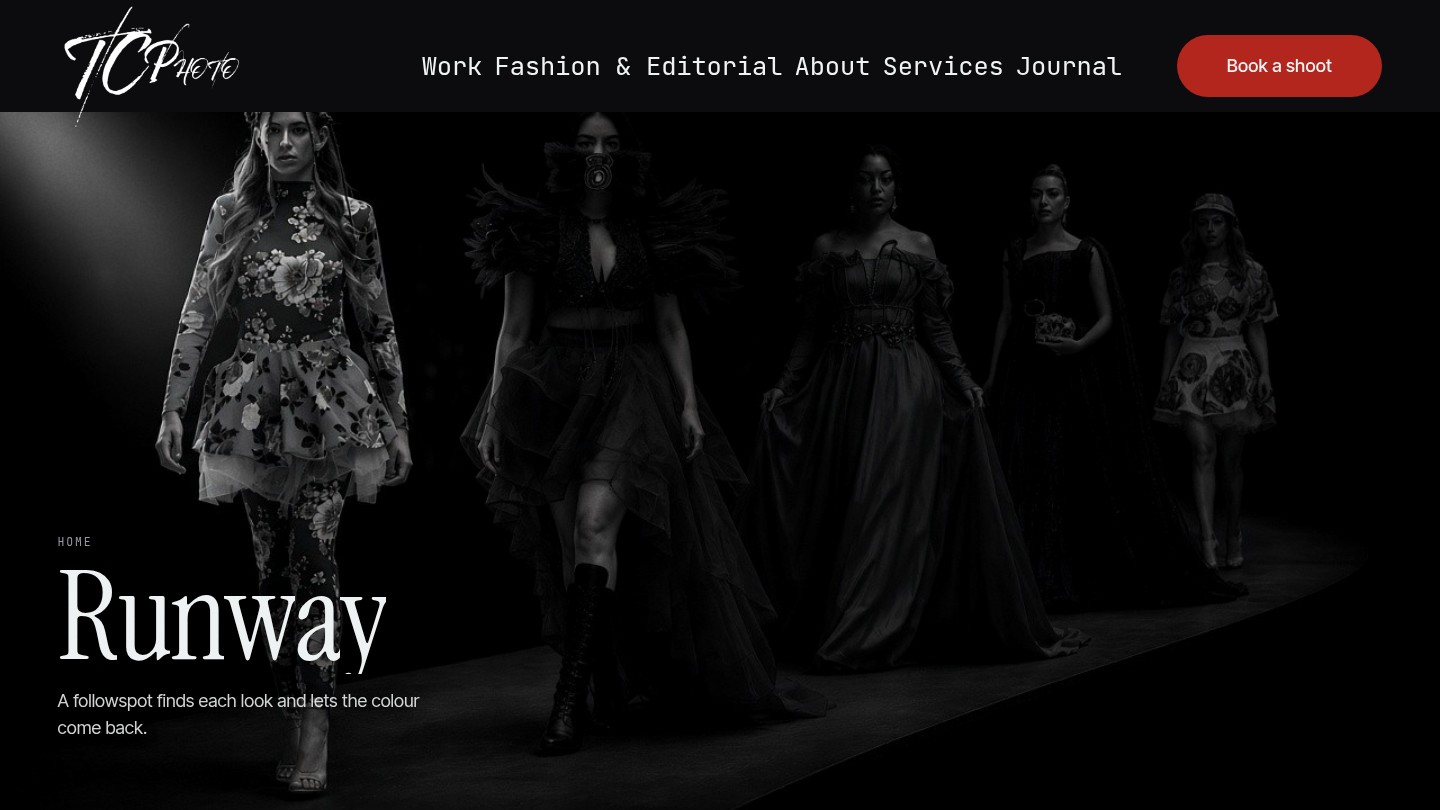 TCPHOTO
Work Fashion & Editorial About Services Journal
Book a shoot
HOME
Runway
A followspot finds each look and lets the colour
come back.